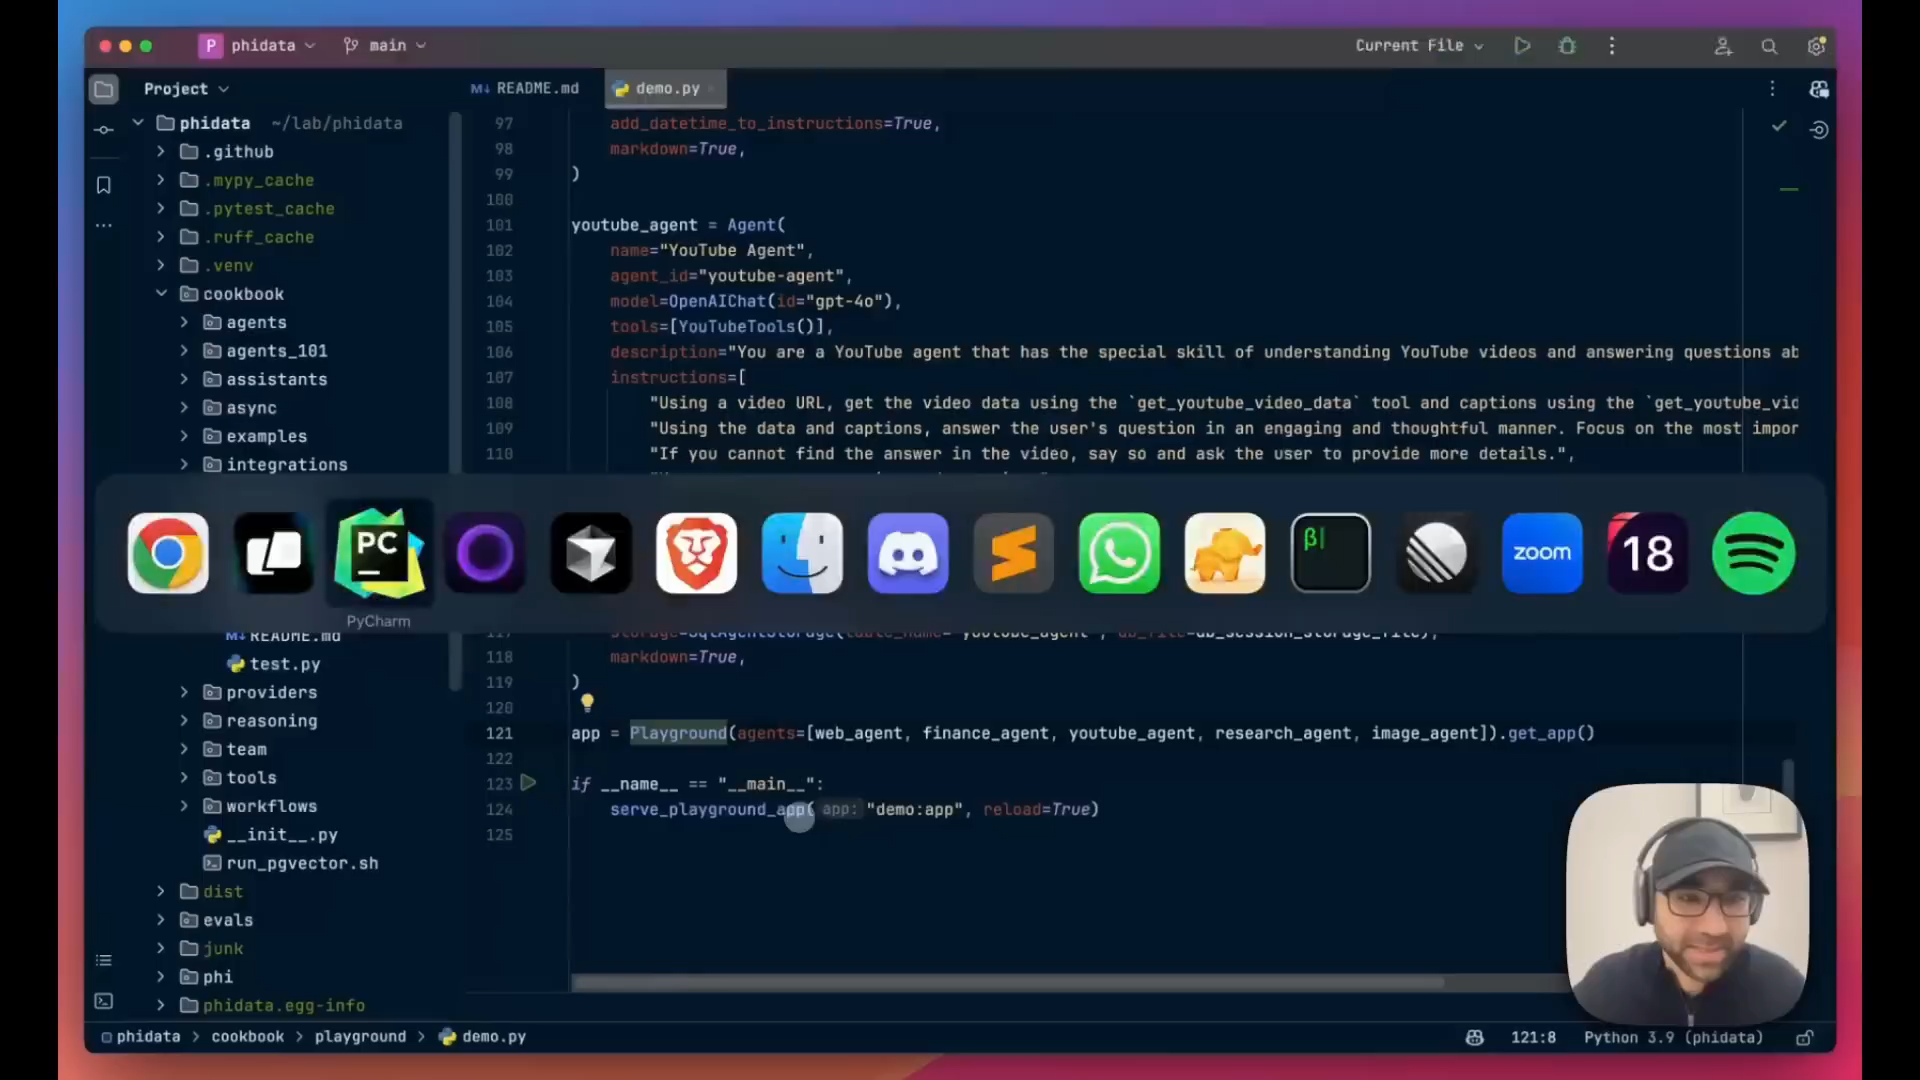 P phidata main Current File
Project README.md demo.py
phidata ~/lab/phidata
.github
.mypy_cache
.pytest_cache
.ruff_cache
.venv
cookbook
agents
agents_101
assistants
async
examples
integrations
97 add_datetime_to_instructions=True,
98 markdown=True,
99 )
100
101 youtube_agent = Agent(
102 name="YouTube Agent",
103 agent_id="youtube-agent",
104 model=OpenAIChat(id="gpt-4o"),
105 tools=[YouTubeTools()],
106 description="You are a YouTube agent that has the special skill of understanding YouTube videos and answering questions ab
107 instructions=[
108 "Using a video URL, get the video data using the `get_youtube_video_data` tool and captions using the `get_youtube_vid
109 "Using the data and captions, answer the user's question in an engaging and thoughtful manner. Focus on the most impor
110 "If you cannot find the answer in the video, say so and ask the user to provide more details.",
PC
β|
zoom
18
PyCharm
README.md
test.py
providers
reasoning
team
tools
workflows
__init__.py
run_pgvector.sh
dist
evals
junk
phi
phidata.egg-info
118 markdown=True,
119 )
120
121 app = Playground(agents=[web_agent, finance_agent, youtube_agent, research_agent, image_agent]).get_app()
122
123 if __name__ == "__main__":
124 serve_playground_app( app: "demo:app", reload=True)
125
phidata > cookbook > playground > demo.py 121:8 Python 3.9 (phidata)